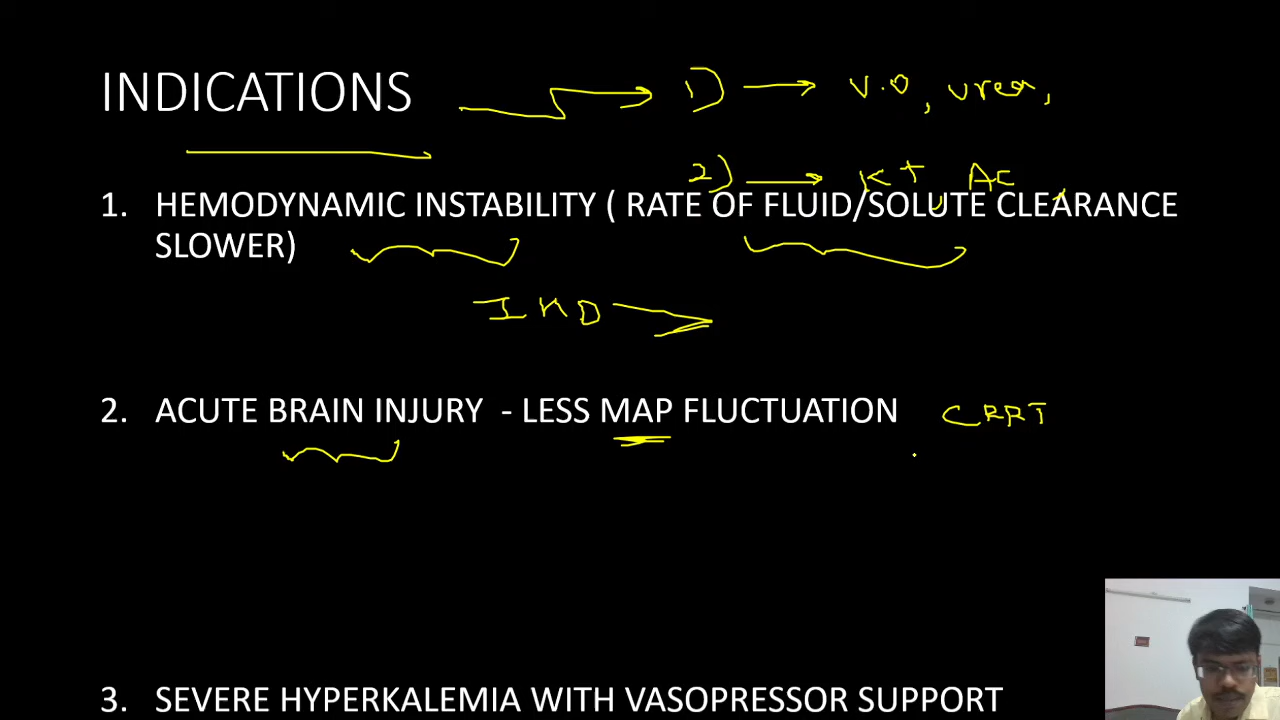 INDICATIONS 1) V.O, urea,
2) K+, AC,
1. HEMODYNAMIC INSTABILITY ( RATE OF FLUID/SOLUTE CLEARANCE
SLOWER)
IHD
2. ACUTE BRAIN INJURY - LESS MAP FLUCTUATION CRRT
3. SEVERE HYPERKALEMIA WITH VASOPRESSOR SUPPORT